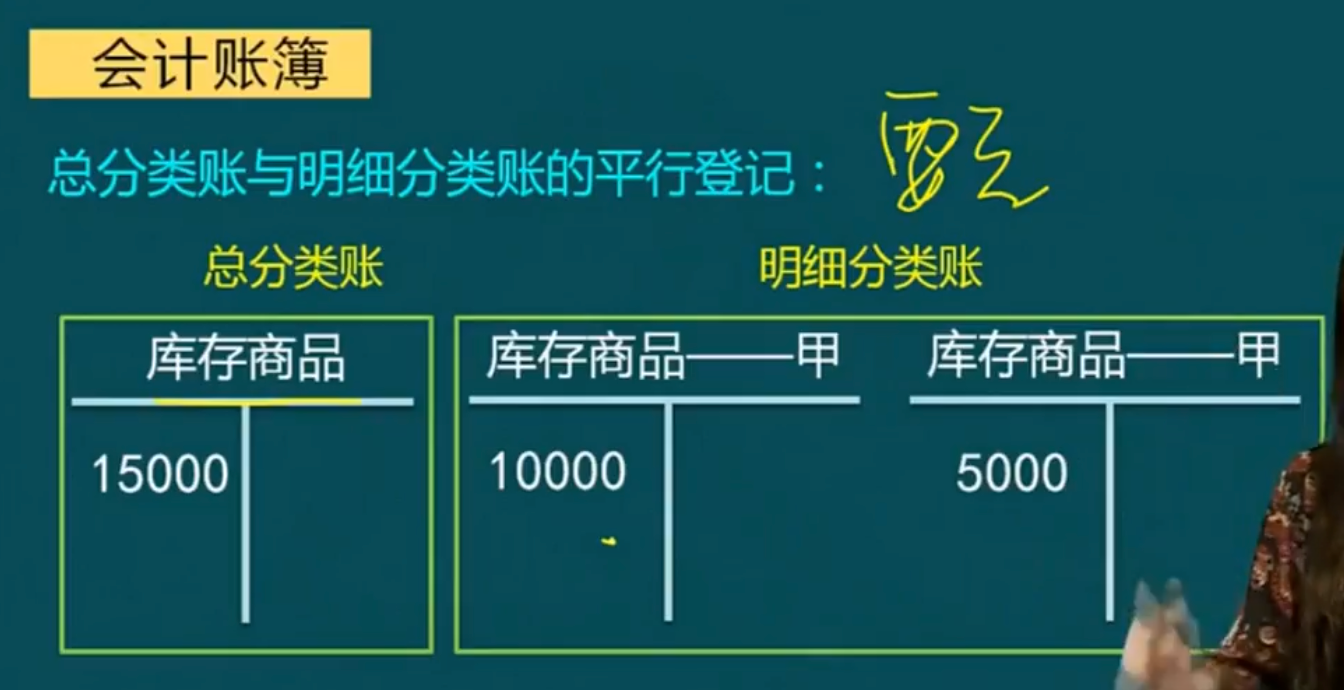 会计账簿
总分类账与明细分类账的平行登记：
总分类账 明细分类账
库存商品 库存商品——甲 库存商品——甲
15000 10000 5000